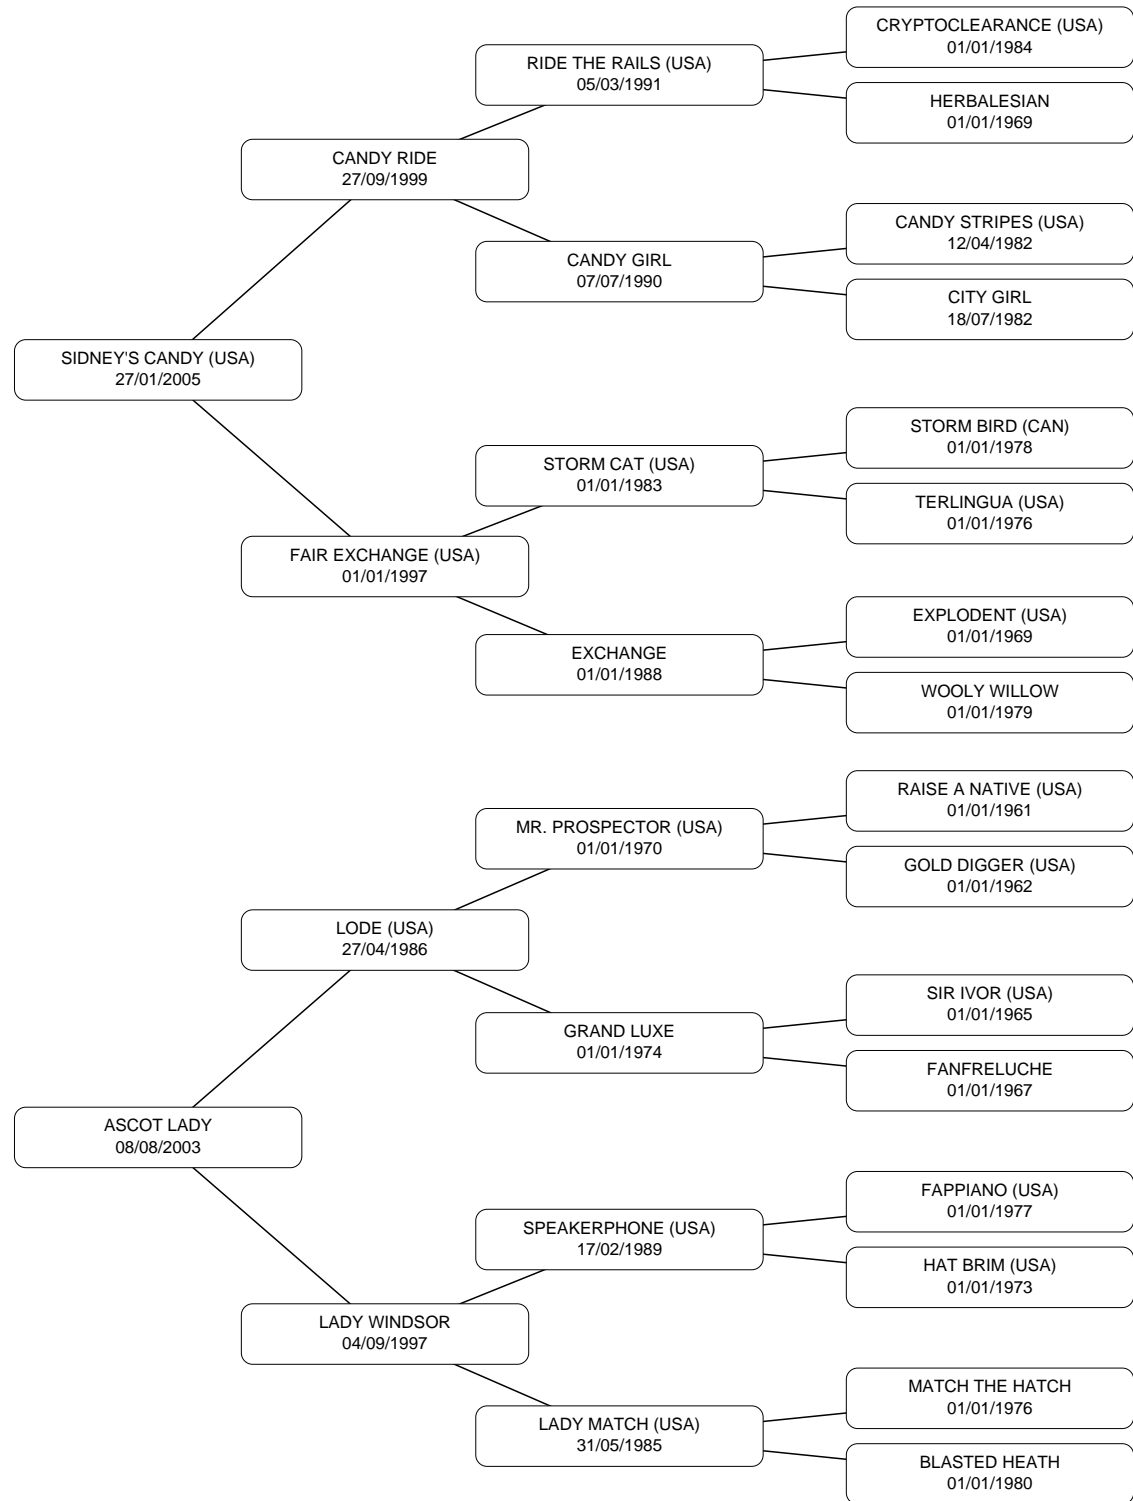 CRYPTOCLEARANCE (USA)
01/01/1984
RIDE THE RAILS (USA)
05/03/1991
HERBALESIAN
01/01/1969
CANDY RIDE
27/09/1999
CANDY STRIPES (USA)
12/04/1982
CANDY GIRL
07/07/1990
CITY GIRL
18/07/1982
SIDNEY'S CANDY (USA)
27/01/2005
STORM BIRD (CAN)
01/01/1978
STORM CAT (USA)
01/01/1983
TERLINGUA (USA)
01/01/1976
FAIR EXCHANGE (USA)
01/01/1997
EXPLODENT (USA)
01/01/1969
EXCHANGE
01/01/1988
WOOLY WILLOW
01/01/1979
RAISE A NATIVE (USA)
01/01/1961
MR. PROSPECTOR (USA)
01/01/1970
GOLD DIGGER (USA)
01/01/1962
LODE (USA)
27/04/1986
SIR IVOR (USA)
01/01/1965
GRAND LUXE
01/01/1974
FANFRELUCHE
01/01/1967
ASCOT LADY
08/08/2003
FAPPIANO (USA)
01/01/1977
SPEAKERPHONE (USA)
17/02/1989
HAT BRIM (USA)
01/01/1973
LADY WINDSOR
04/09/1997
MATCH THE HATCH
01/01/1976
LADY MATCH (USA)
31/05/1985
BLASTED HEATH
01/01/1980